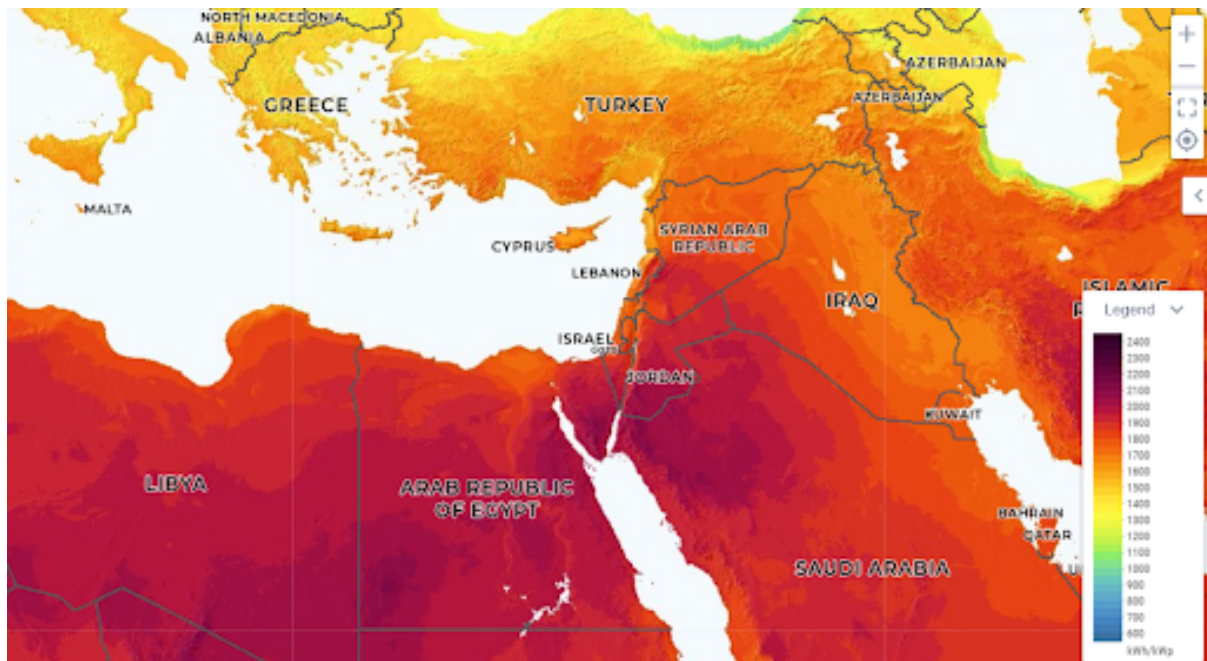 NORTH MACEDONIA
ALBANIA
GREECE
TURKEY
AZERBAIJAN
AZERBAIJAN
MALTA
CYPRUS
SYRIAN ARAB
REPUBLIC
LEBANON
IRAQ
ISLAMIC
ISRAEL
JORDAN
KUWAIT
LIBYA
ARAB REPUBLIC
OF EGYPT
BAHRAIN
QATAR
SAUDI ARABIA
Legend
2400
2300
2200
2100
2000
1900
1800
1700
1600
1500
1400
1300
1200
1100
1000
900
800
700
600
kWh/kWp